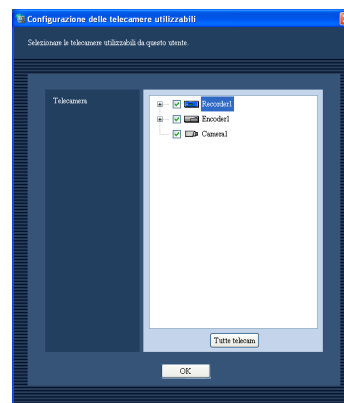 Configurazione delle telecamere utilizzabili
Selezionare le telecamere utilizzabili da questo utente.
Telecamera
Recorder1
Encoder1
Camera1
Tutte telecam
OK